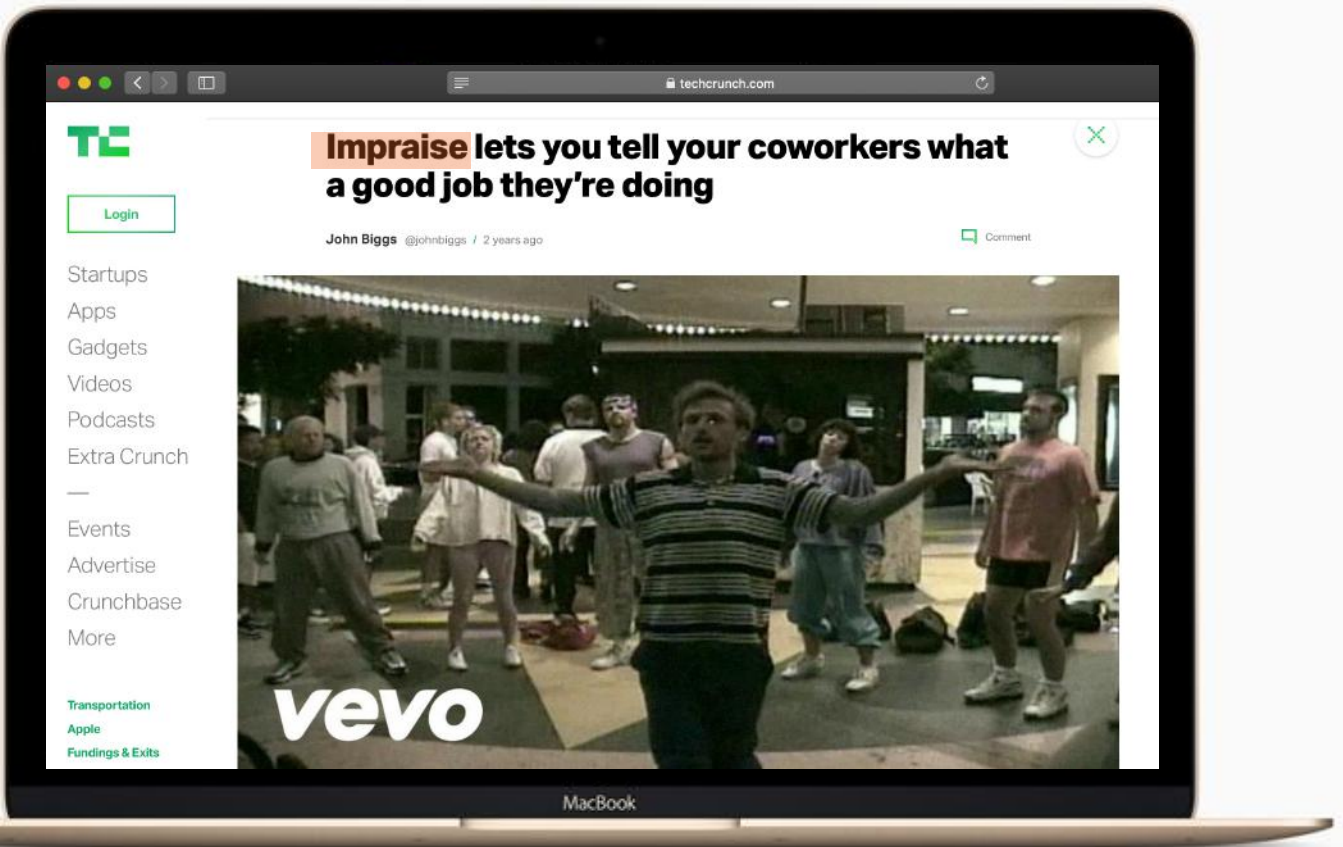 techcrunch.com
TC
Login
Startups
Apps
Gadgets
Videos
Podcasts
Extra Crunch
Events
Advertise
Crunchbase
More
Transportation
Apple
Fundings & Exits
Impraise lets you tell your coworkers what
a good job they're doing
John Biggs @johnbiggs / 2 years ago
Comment
vevo
MacBook